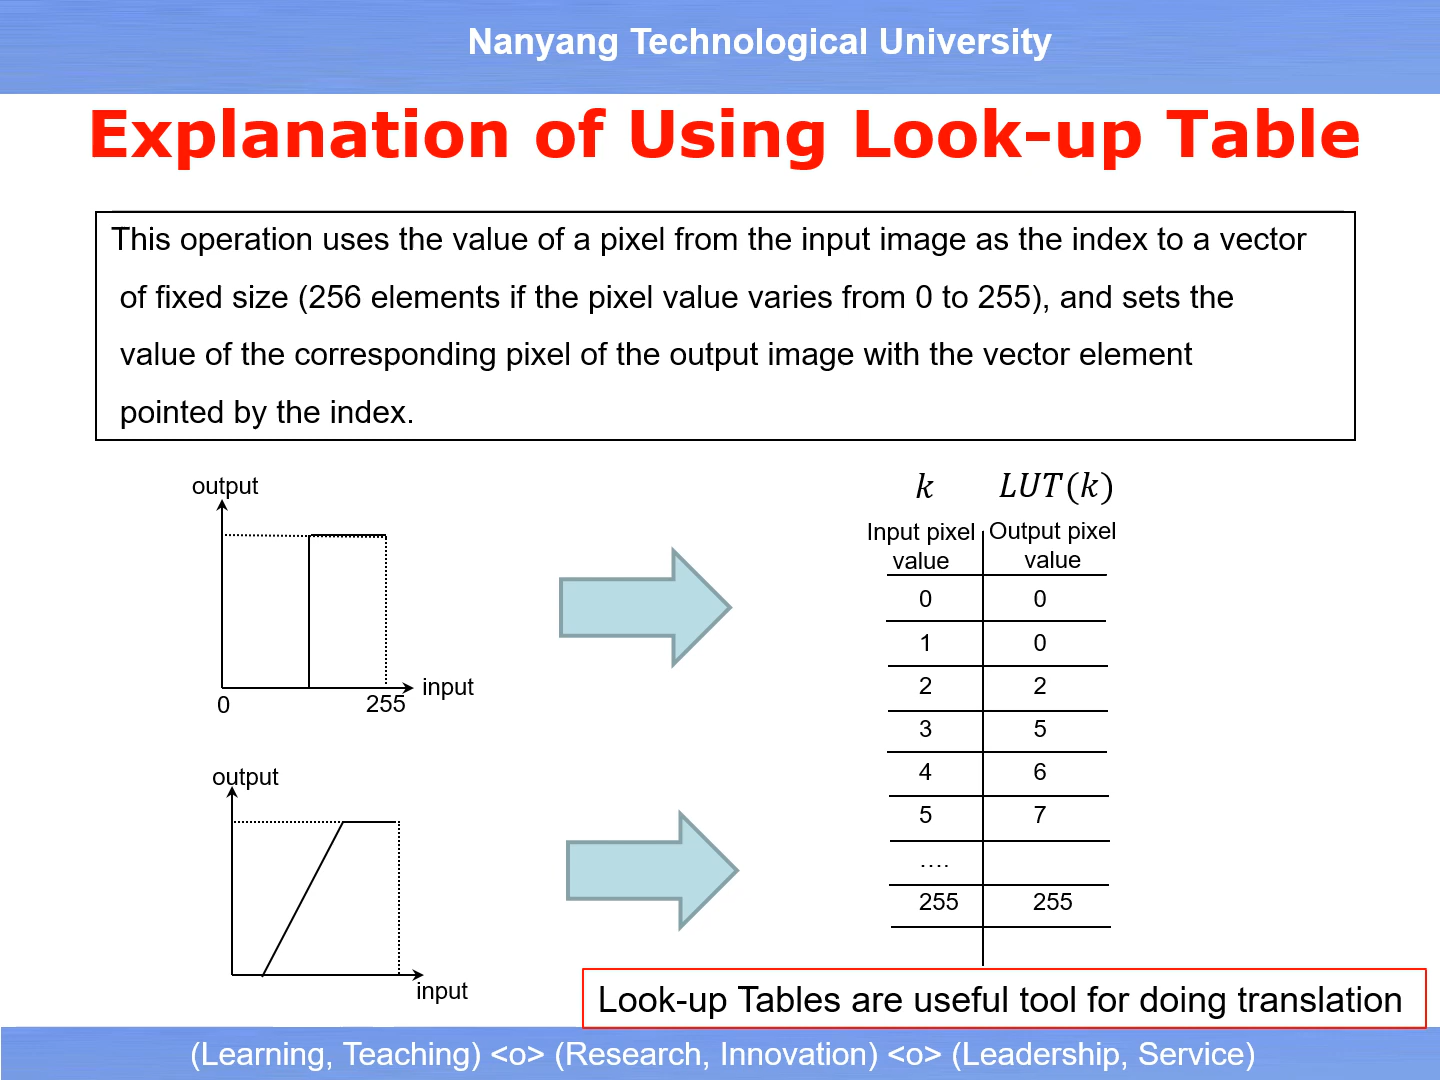 Nanyang Technological University
Explanation of Using Look-up Table
This operation uses the value of a pixel from the input image as the index to a vector
of fixed size (256 elements if the pixel value varies from 0 to 255), and sets the
value of the corresponding pixel of the output image with the vector element
pointed by the index.
output
input
0
255
output
input
k LUT(k)
Input pixel value Output pixel value
0 0
1 0
2 2
3 5
4 6
5 7
....
255 255
Look-up Tables are useful tool for doing translation
(Learning, Teaching) <o> (Research, Innovation) <o> (Leadership, Service)